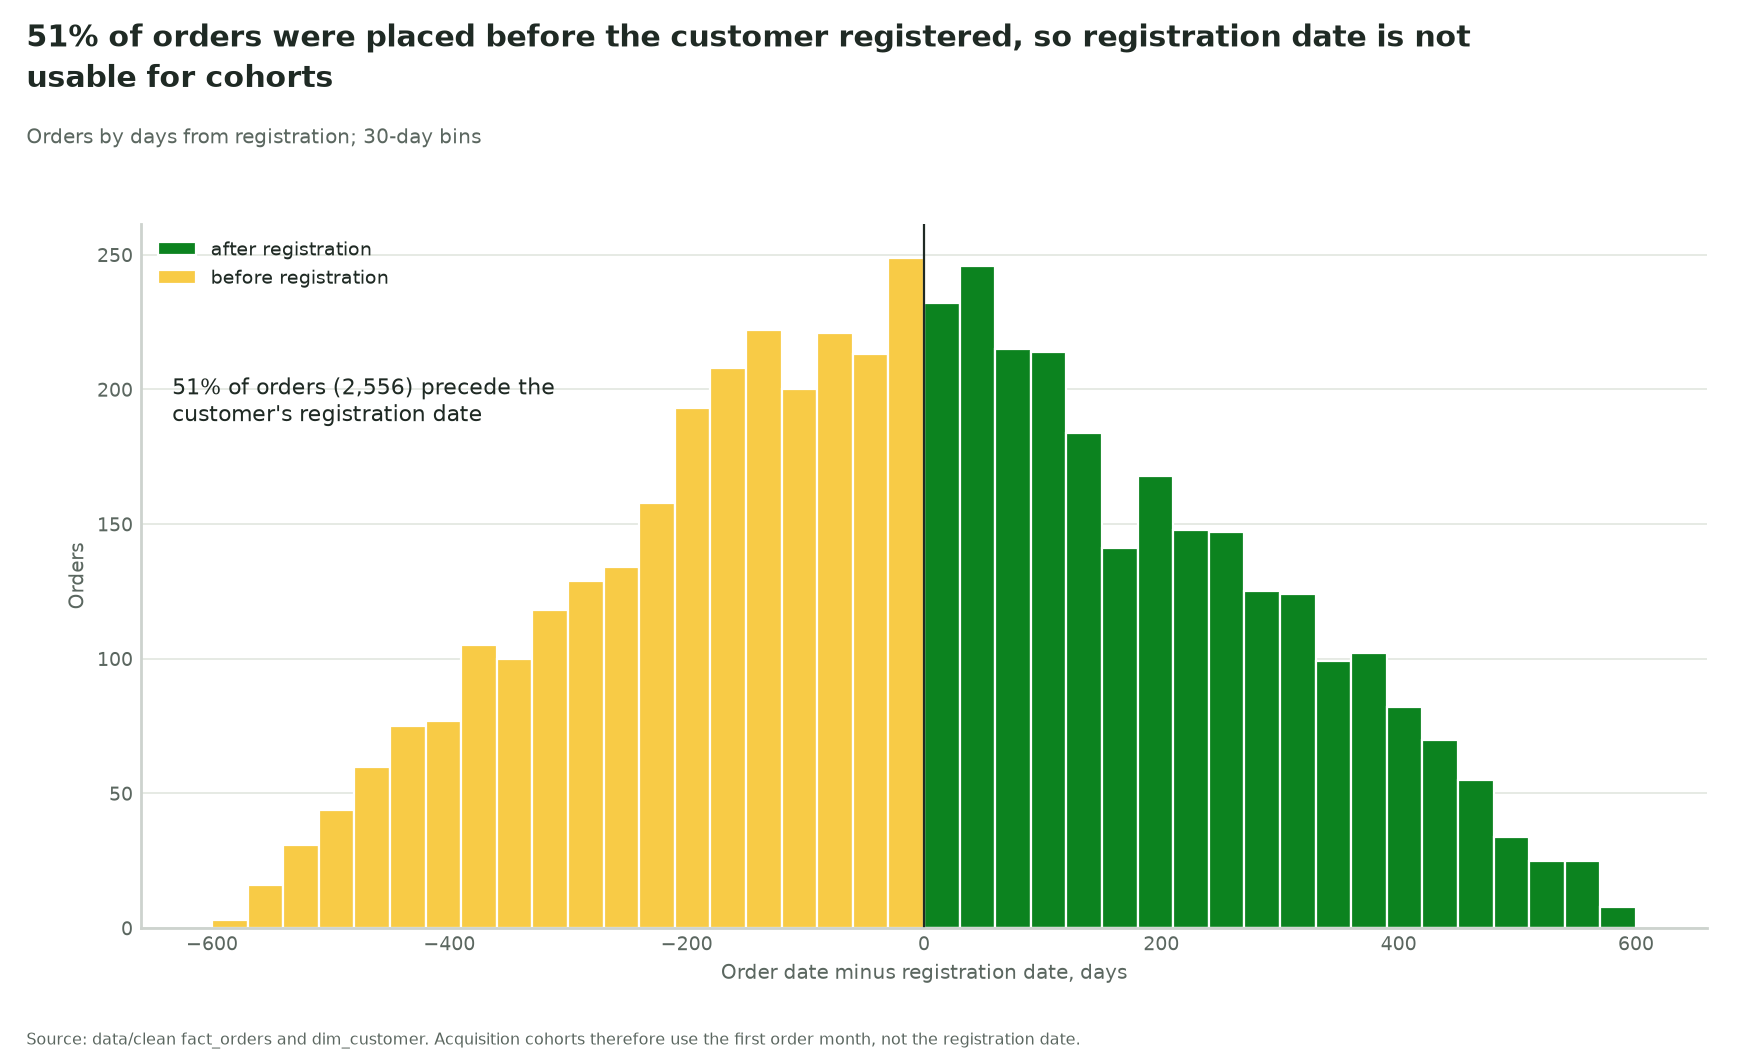 51% of orders were placed before the customer registered, so registration date is not
usable for cohorts
Orders by days from registration; 30-day bins
after registration
before registration
51% of orders (2,556) precede the
customer's registration date
Orders
250
200
150
100
50
0
−600
−400
−200
0
200
400
600
Order date minus registration date, days
Source: data/clean fact_orders and dim_customer. Acquisition cohorts therefore use the first order month, not the registration date.